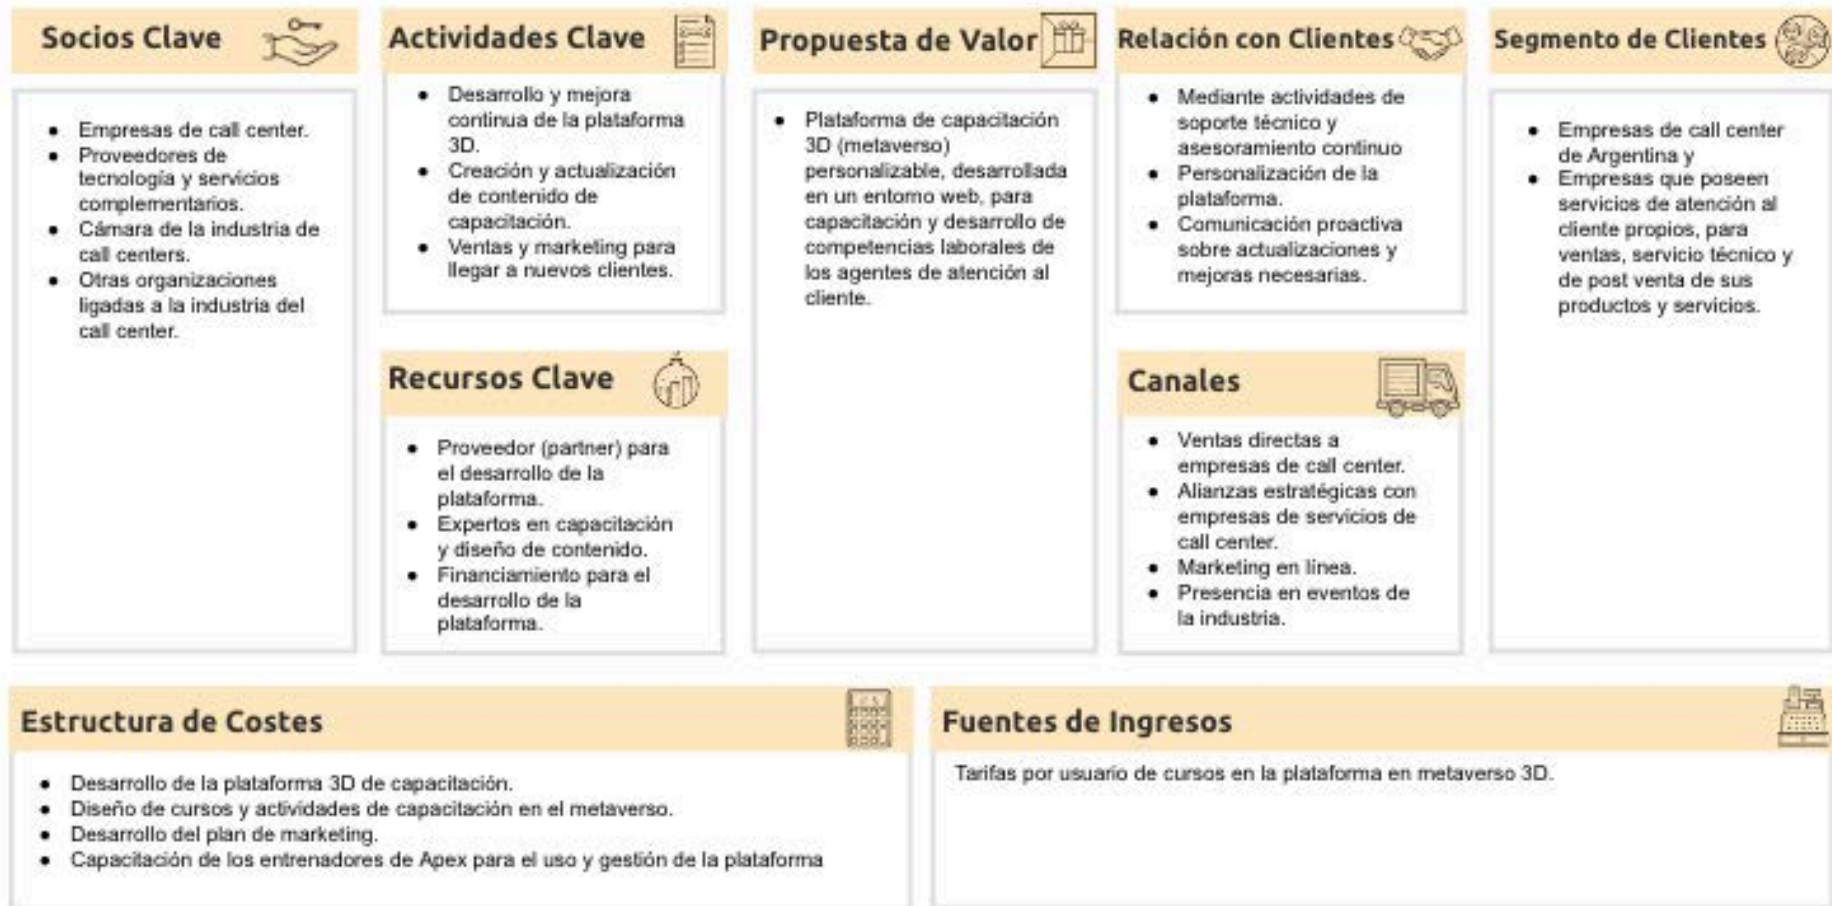 Socios Clave
● Empresas de call center.
● Proveedores de
tecnología y servicios
complementarios.
● Cámara de la industria de
call centers.
● Otras organizaciones
ligadas a la industria del
call center.
Actividades Clave
● Desarrollo y mejora
continua de la plataforma
3D.
● Creación y actualización
de contenido de
capacitación.
● Ventas y marketing para
llegar a nuevos clientes.
Recursos Clave
● Proveedor (partner) para
el desarrollo de la
plataforma.
● Expertos en capacitación
y diseño de contenido.
● Financiamiento para el
desarrollo de la
plataforma.
Propuesta de Valor
● Plataforma de capacitación
3D (metaverso)
personalizable, desarrollada
en un entorno web, para
capacitación y desarrollo de
competencias laborales de
los agentes de atención al
cliente.
Relación con Clientes
● Mediante actividades de
soporte técnico y
asesoramiento continuo
● Personalización de la
plataforma.
● Comunicación proactiva
sobre actualizaciones y
mejoras necesarias.
Canales
● Ventas directas a
empresas de call center.
● Alianzas estratégicas con
empresas de servicios de
call center.
● Marketing en línea.
● Presencia en eventos de
la industria.
Segmento de Clientes
● Empresas de call center
de Argentina y
● Empresas que poseen
servicios de atención al
cliente propios, para
ventas, servicio técnico y
de post venta de sus
productos y servicios.
Estructura de Costes
● Desarrollo de la plataforma 3D de capacitación.
● Diseño de cursos y actividades de capacitación en el metaverso.
● Desarrollo del plan de marketing.
● Capacitación de los entrenadores de Apex para el uso y gestión de la plataforma
Fuentes de Ingresos
Tarifas por usuario de cursos en la plataforma en metaverso 3D.